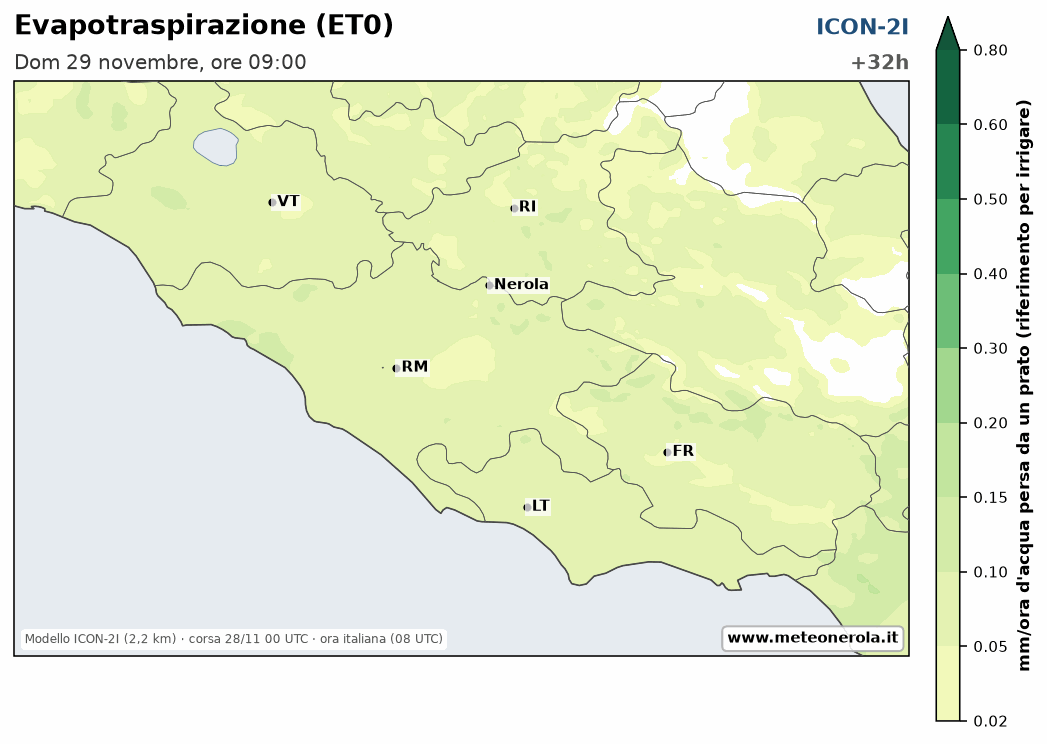 Evapotraspirazione (ET0)
ICON-2I
Dom 29 novembre, ore 09:00
+32h
VT
RI
Nerola
RM
FR
LT
Modello ICON-2I (2,2 km) · corsa 28/11 00 UTC · ora italiana (08 UTC)
www.meteonerola.it
0.80
0.60
0.50
0.40
0.30
0.20
0.15
0.10
0.05
0.02
mm/ora d'acqua persa da un prato (riferimento per irrigare)